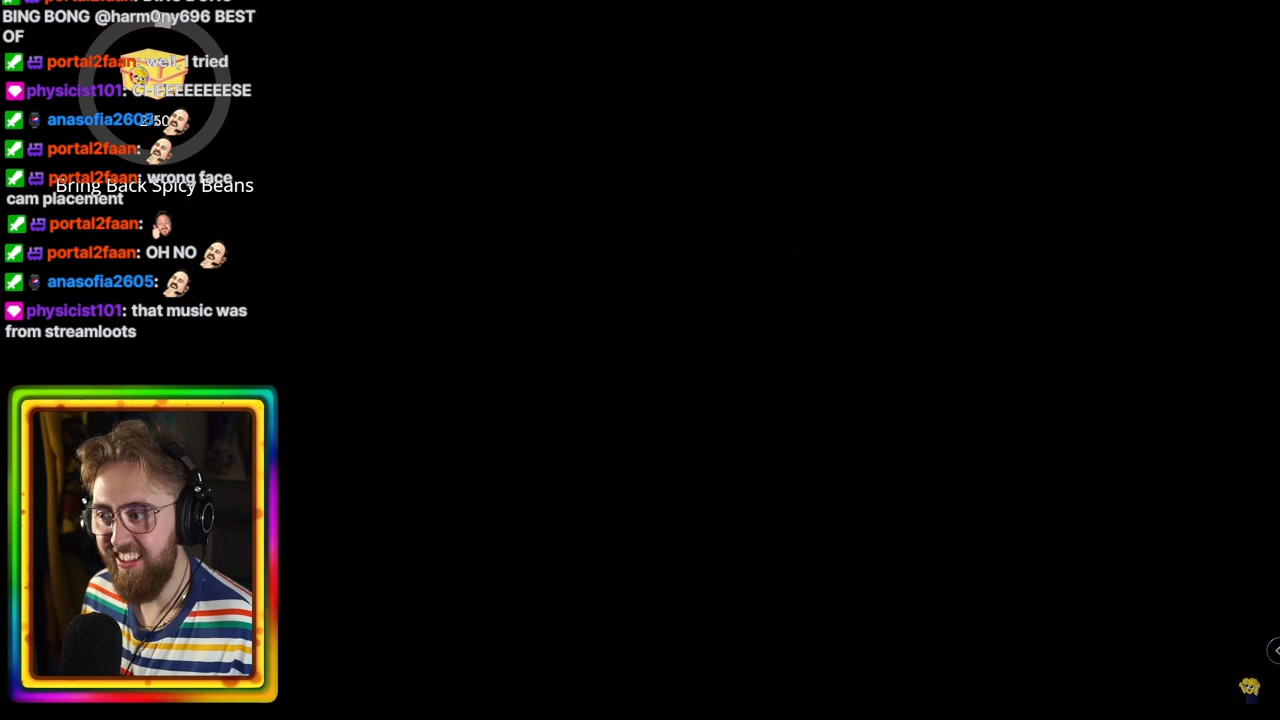 BING BONG @harm0ny696 BEST
OF
portal2faan: well, I tried
physicist101: CHEEEEEEEESE
anasofia2605:
portal2faan:
portal2faan: wrong face
cam placement
Bring Back Spicy Beans
portal2faan:
portal2faan: OH NO
anasofia2605:
physicist101: that music was
from streamloots